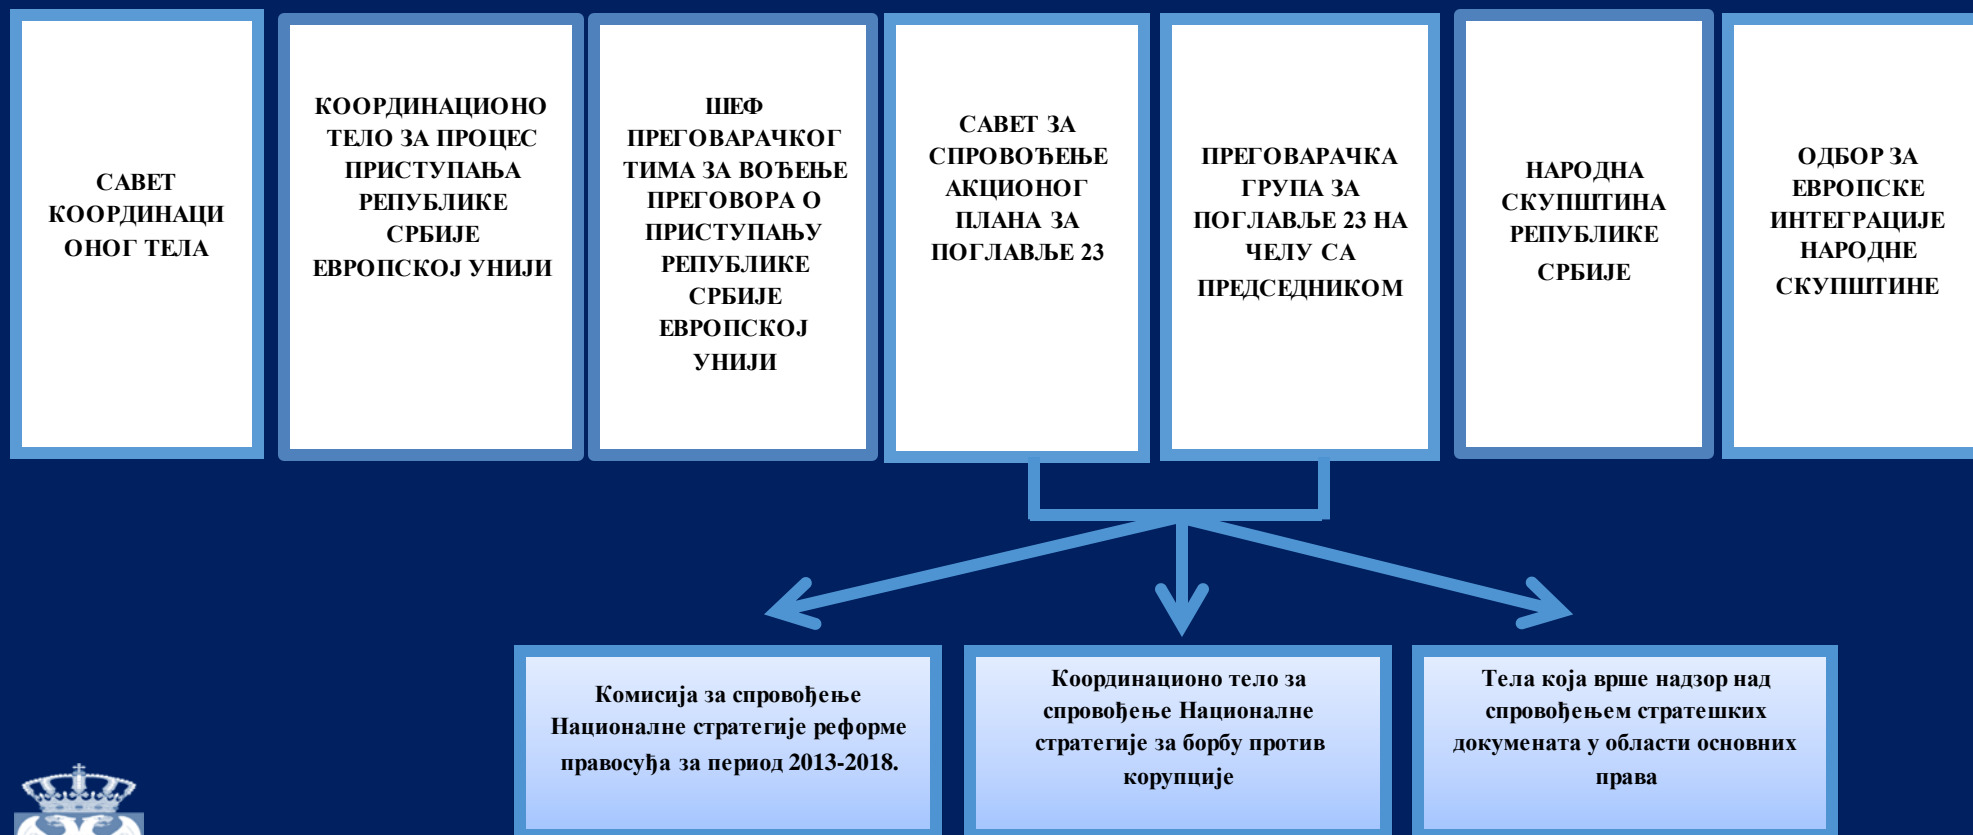 САВЕТ
КООРДИНАЦИ
ОНОГ ТЕЛА
КООРДИНАЦИОНО
ТЕЛО ЗА ПРОЦЕС
ПРИСТУПАЊА
РЕПУБЛИКЕ
СРБИЈЕ
ЕВРОПСКОЈ УНИЈИ
ШЕФ
ПРЕГОВАРАЧКОГ
ТИМА ЗА ВОЂЕЊЕ
ПРЕГОВОРА О
ПРИСТУПАЊУ
РЕПУБЛИКЕ
СРБИЈЕ
ЕВРОПСКОЈ
УНИЈИ
САВЕТ ЗА
СПРОВОЂЕЊЕ
АКЦИОНОГ
ПЛАНА ЗА
ПОГЛАВЉЕ 23
ПРЕГОВАРАЧКА
ГРУПА ЗА
ПОГЛАВЉЕ 23 НА
ЧЕЛУ СА
ПРЕДСЕДНИКОМ
НАРОДНА
СКУПШТИНА
РЕПУБЛИКЕ
СРБИЈЕ
ОДБОР ЗА
ЕВРОПСКЕ
ИНТЕГРАЦИЈЕ
НАРОДНЕ
СКУПШТИНЕ
Комисија за спровођење
Националне стратегије реформе
правосуђа за период 2013-2018.
Координационо тело за
спровођење Националне
стратегије за борбу против
корупције
Тела која врше надзор над
спровођењем стратешких
докумената у области основних
права